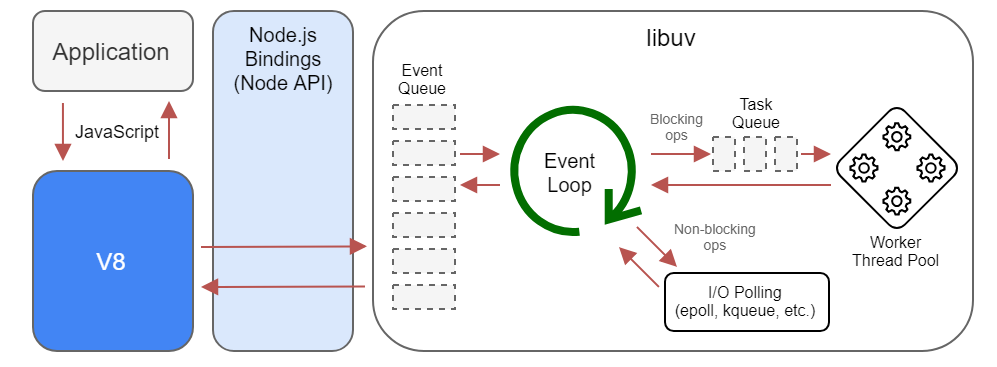 Application
JavaScript
V8
Node.js
Bindings
(Node API)
libuv
Event
Queue
Event
Loop
Blocking
ops
Task
Queue
Worker
Thread Pool
Non-blocking
ops
I/O Polling
(epoll, kqueue, etc.)